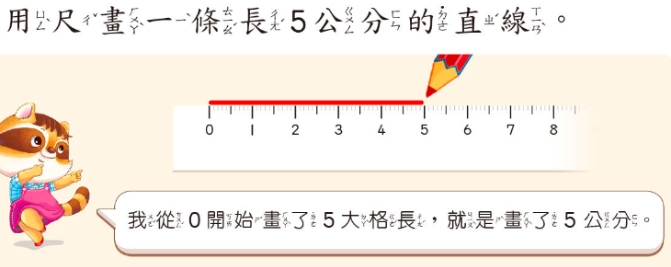 用尺畫一條長5公分的直線。
0 1 2 3 4 5 6 7 8
我從0開始畫了5大格長，就是畫了5公分。